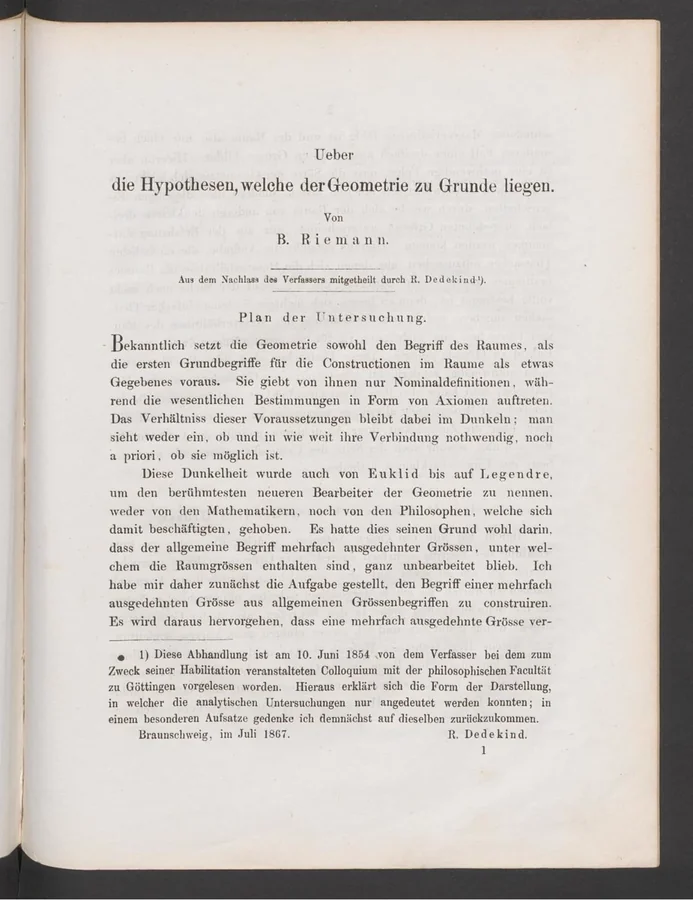 Ueber
die Hypothesen, welche der Geometrie zu Grunde liegen.
Von
B. Riemann.
Aus dem Nachlass des Verfassers mitgetheilt durch R. Dedekind¹).
Plan der Untersuchung.
Bekanntlich setzt die Geometrie sowohl den Begriff des Raumes, als
die ersten Grundbegriffe für die Constructionen im Raume als etwas
Gegebenes voraus. Sie giebt von ihnen nur Nominaldefinitionen, wäh-
rend die wesentlichen Bestimmungen in Form von Axiomen auftreten.
Das Verhältniss dieser Voraussetzungen bleibt dabei im Dunkeln; man
sieht weder ein, ob und in wie weit ihre Verbindung nothwendig, noch
a priori, ob sie möglich ist.
Diese Dunkelheit wurde auch von Euklid bis auf Legendre,
um den berühmtesten neueren Bearbeiter der Geometrie zu nennen,
weder von den Mathematikern, noch von den Philosophen, welche sich
damit beschäftigten, gehoben. Es hatte dies seinen Grund wohl darin,
dass der allgemeine Begriff mehrfach ausgedehnter Grössen, unter wel-
chem die Raumgrössen enthalten sind, ganz unbearbeitet blieb. Ich
habe mir daher zunächst die Aufgabe gestellt, den Begriff einer mehrfach
ausgedehnten Grösse aus allgemeinen Grössenbegriffen zu construiren.
Es wird daraus hervorgehen, dass eine mehrfach ausgedehnte Grösse ver-
1) Diese Abhandlung ist am 10. Juni 1854 von dem Verfasser bei dem zum
Zweck seiner Habilitation veranstalteten Colloquium mit der philosophischen Facultät
zu Göttingen vorgelesen worden. Hieraus erklärt sich die Form der Darstellung,
in welcher die analytischen Untersuchungen nur angedeutet werden konnten; in
einem besonderen Aufsatze gedenke ich demnächst auf dieselben zurückzukommen.
Braunschweig, im Juli 1867. R. Dedekind.
1